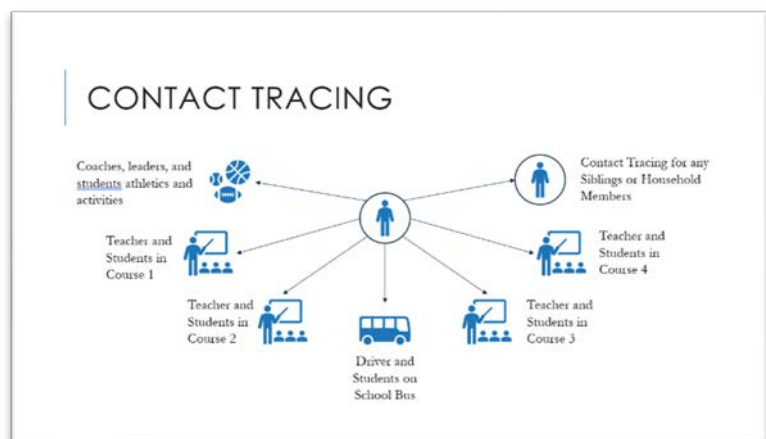 CONTACT TRACING
Coaches, leaders, and
students athletics and
activities
Contact Tracing for any
Siblings or Household
Members
Teacher and
Students in
Course 1
Teacher and
Students in
Course 4
Teacher and
Students in
Course 2
Teacher and
Students in
Course 3
Driver and
Students on
School Bus